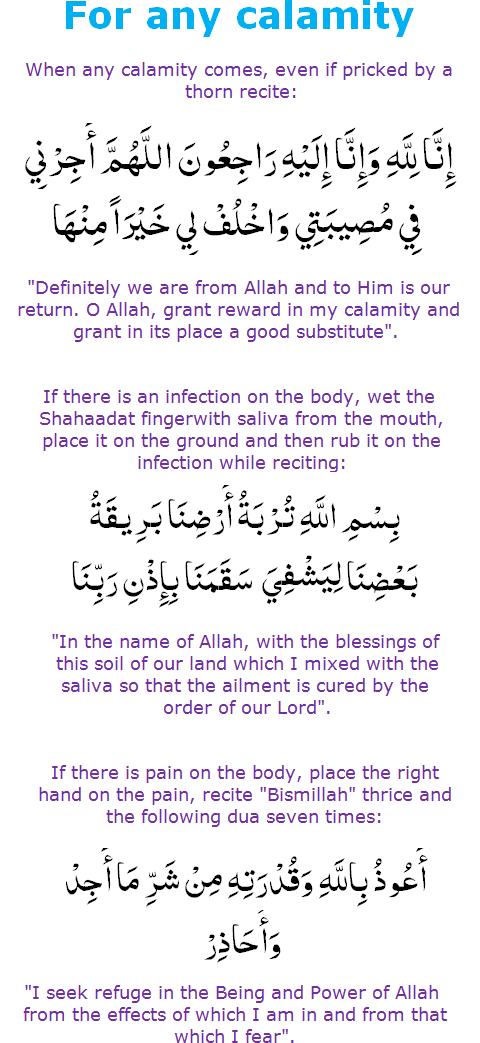 For any calamity
When any calamity comes, even if pricked by a
thorn recite:
إِنَّا لِلَّهِ وَإِنَّا إِلَيْهِ رَاجِعُونَ اللَّهُمَّ أَجِرْنِي
فِي مُصِيبَتِي وَاخْلُفْ لِي خَيْرَاً مِنْهَا
"Definitely we are from Allah and to Him is our
return. O Allah, grant reward in my calamity and
grant in its place a good substitute".
If there is an infection on the body, wet the
Shahaadat fingerwith saliva from the mouth,
place it on the ground and then rub it on the
infection while reciting:
بِسْمِ اللَّهِ تُرْبَةُ أَرْضِنَا بَرِيقَةُ
بَعْضِنَا لِيَشْفِيَ سَقَمَنَا بِإِذْنِ رَبِّنَا
"In the name of Allah, with the blessings of
this soil of our land which I mixed with the
saliva so that the ailment is cured by the
order of our Lord".
If there is pain on the body, place the right
hand on the pain, recite "Bismillah" thrice and
the following dua seven times:
أَعُوذُ بِاللَّهِ وَقُدْرَتِهِ مِنْ شَرِّ مَا أَجِدْ
وَأَحَاذِرْ
"I seek refuge in the Being and Power of Allah
from the effects of which I am in and from that
which I fear".